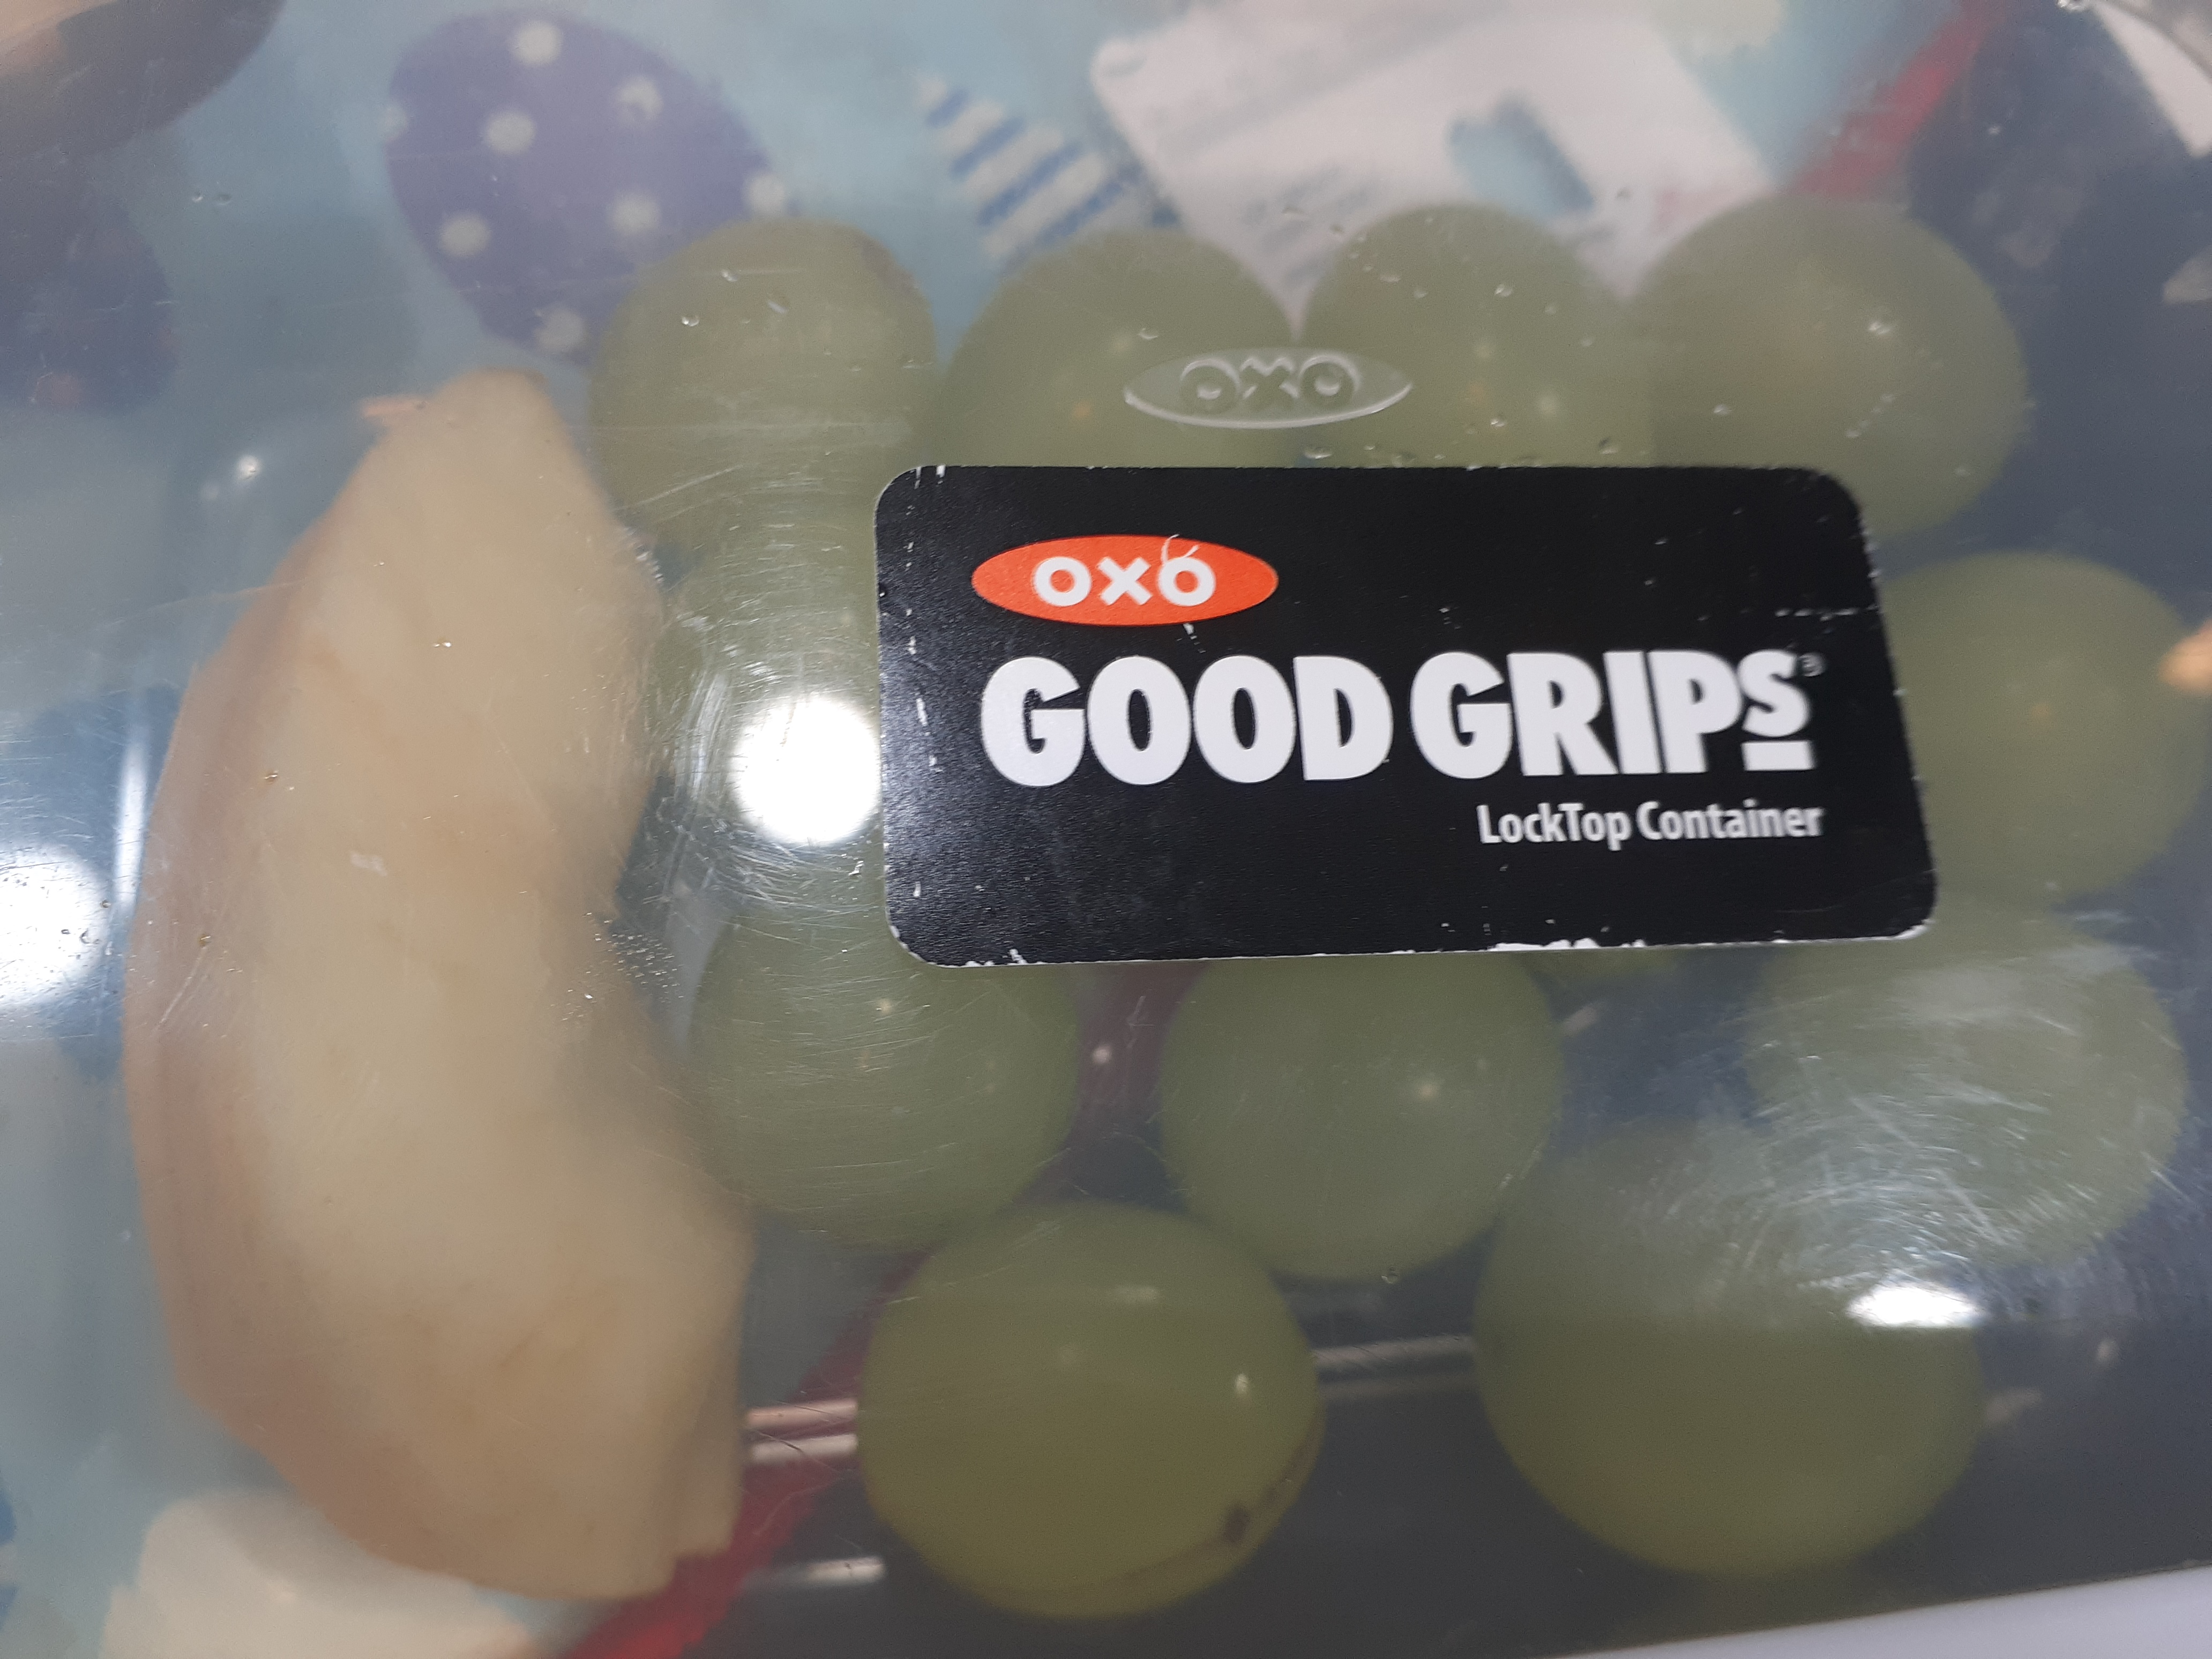 OXO
OXO
GOOD GRIPS®
LockTop Container